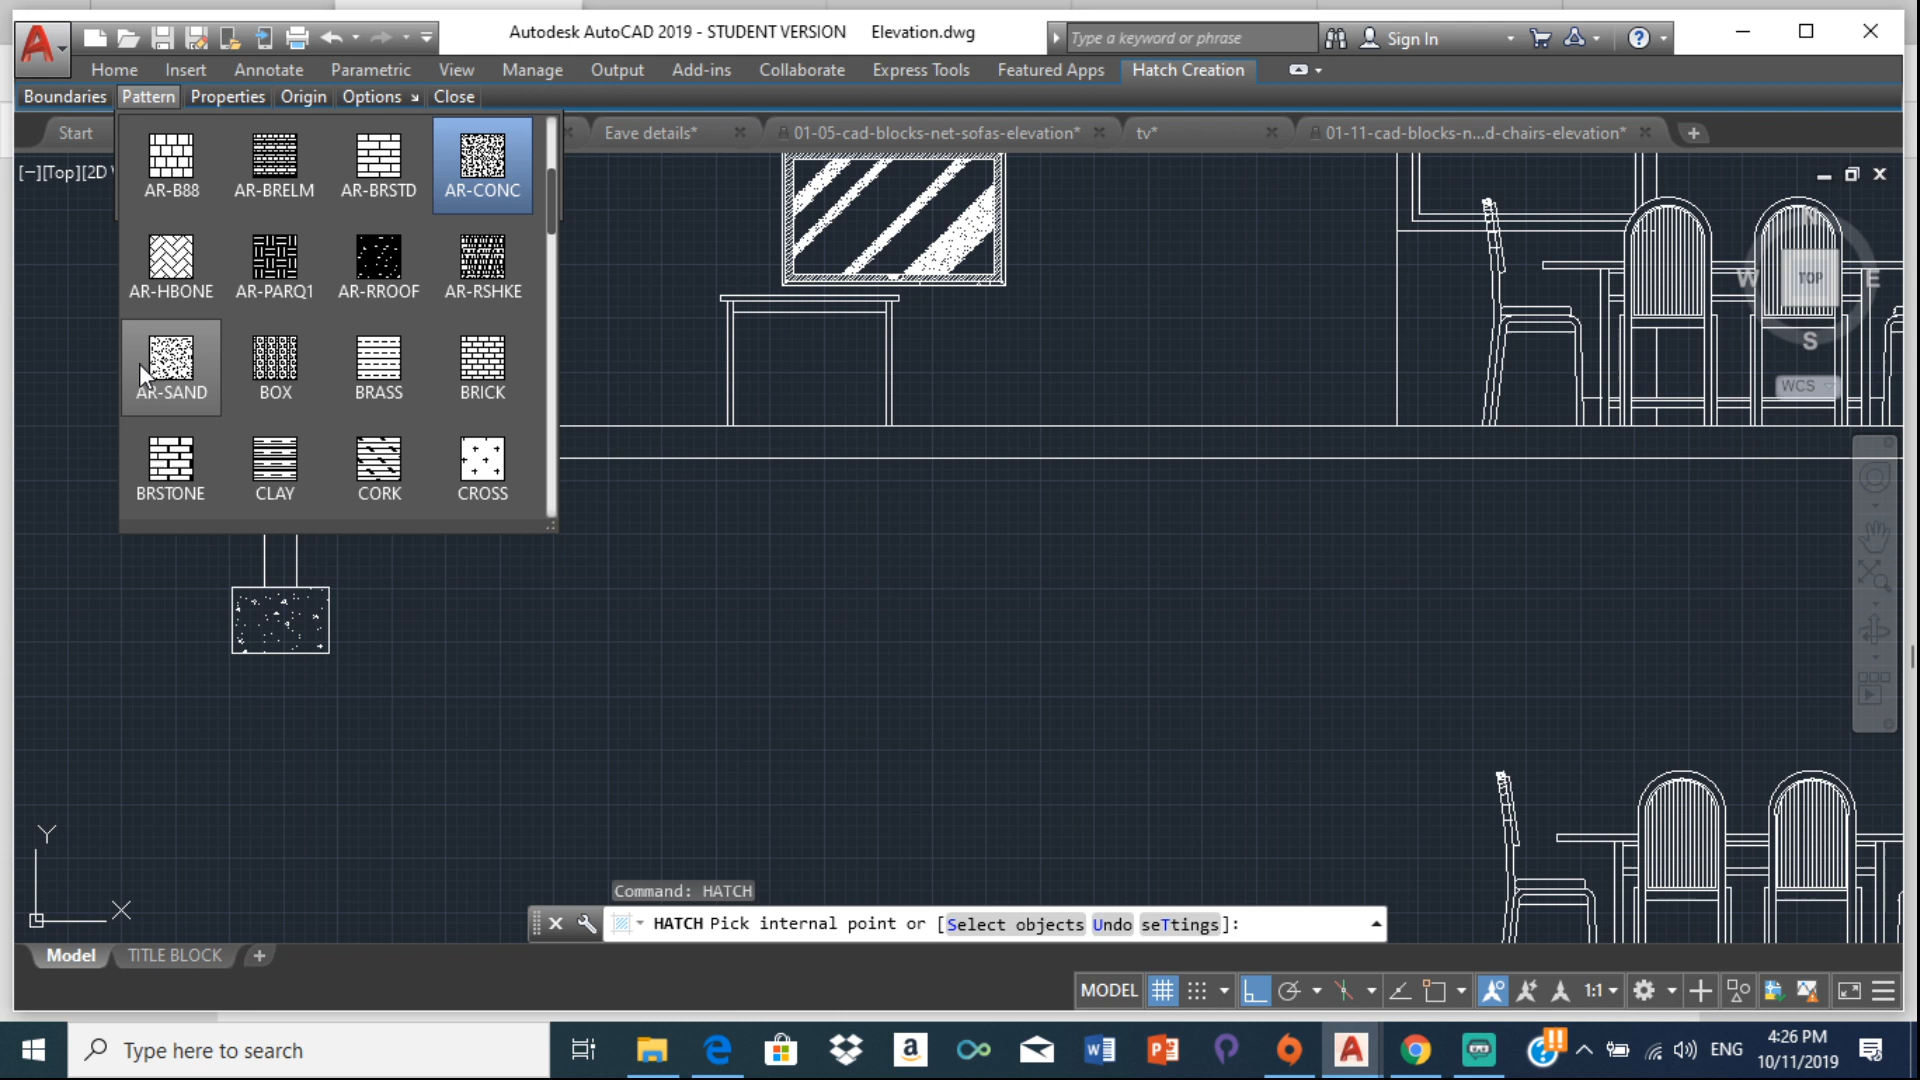 Autodesk AutoCAD 2019 - STUDENT VERSION Elevation.dwg
Type a keyword or phrase
Sign In
Home Insert Annotate Parametric View Manage Output Add-ins Collaborate Express Tools Featured Apps Hatch Creation
Boundaries Pattern Properties Origin Options Close
Start Eave details* 01-05-cad-blocks-net-sofas-elevation* tv* 01-11-cad-blocks-n...d-chairs-elevation*
[−][Top][2D
AR-B88 AR-BRELM AR-BRSTD AR-CONC
AR-HBONE AR-PARQ1 AR-RROOF AR-RSHKE
AR-SAND BOX BRASS BRICK
BRSTONE CLAY CORK CROSS
N
W TOP E
S
WCS
Y
X
Command: HATCH
HATCH Pick internal point or [Select objects Undo seTtings]:
Model TITLE BLOCK
MODEL 1:1
Type here to search
ENG
4:26 PM
10/11/2019